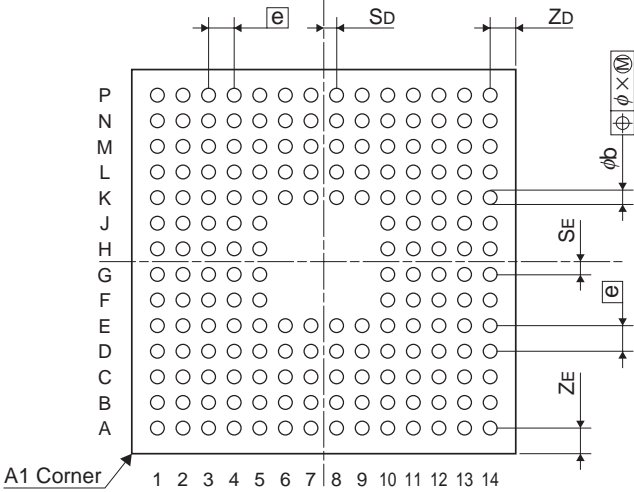 e
SD
ZD
⌖ φ × Ⓜ
φb
SE
e
ZE
P
N
M
L
K
J
H
G
F
E
D
C
B
A
A1 Corner
1 2 3 4 5 6 7 8 9 10 11 12 13 14